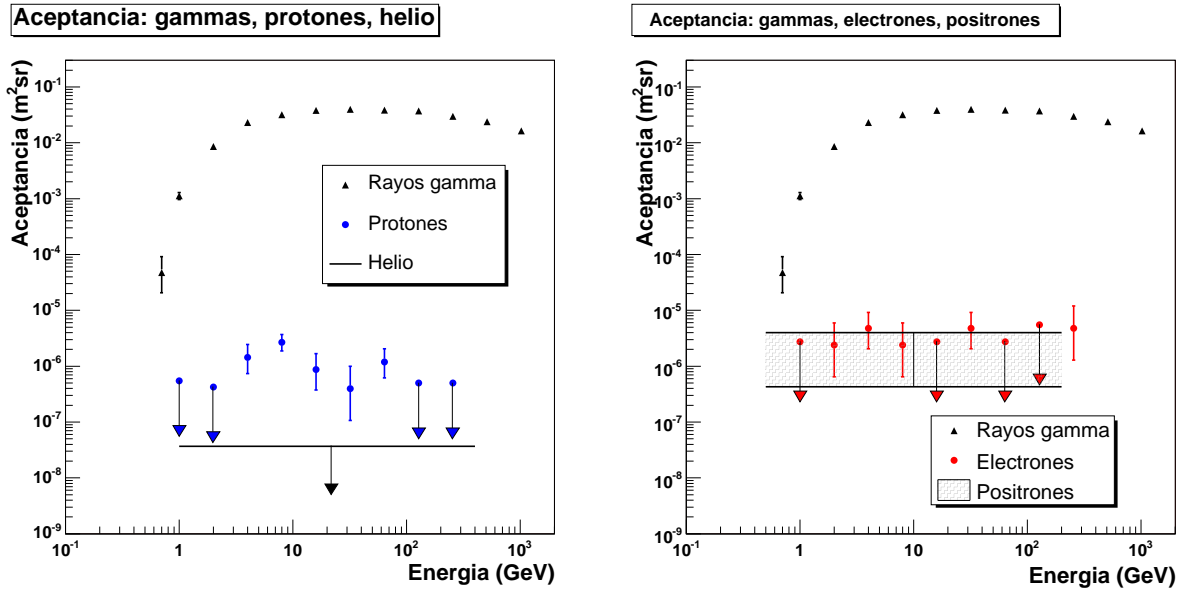 Aceptancia: gammas, protones, helio
Aceptancia (m²sr)
10⁻¹
10⁻²
10⁻³
10⁻⁴
10⁻⁵
10⁻⁶
10⁻⁷
10⁻⁸
10⁻⁹
Rayos gamma
Protones
Helio
10⁻¹ 1 10 10² 10³
Energia (GeV)
Aceptancia: gammas, electrones, positrones
Aceptancia (m²sr)
10⁻¹
10⁻²
10⁻³
10⁻⁴
10⁻⁵
10⁻⁶
10⁻⁷
10⁻⁸
10⁻⁹
Rayos gamma
Electrones
Positrones
10⁻¹ 1 10 10² 10³
Energia (GeV)